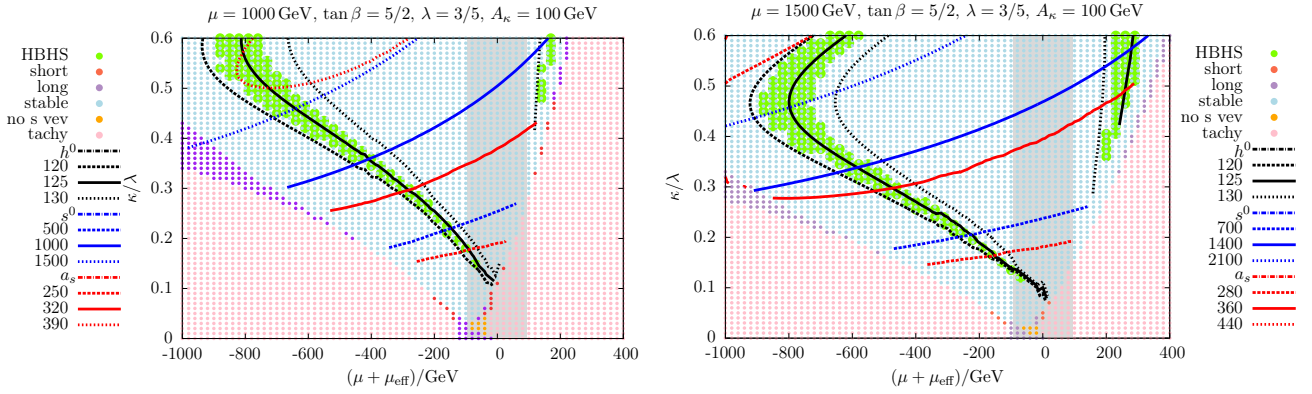 μ = 1000 GeV, tan β = 5/2, λ = 3/5, A_κ = 100 GeV
HBHS
short
long
stable
no s vev
tachy
h⁰
120
125
130
s⁰
500
1000
1500
a_s
250
320
390
κ/λ
0.6
0.5
0.4
0.3
0.2
0.1
0
-1000
-800
-600
-400
-200
0
200
400
(μ + μ_eff)/GeV
μ = 1500 GeV, tan β = 5/2, λ = 3/5, A_κ = 100 GeV
κ/λ
0.6
0.5
0.4
0.3
0.2
0.1
0
-1000
-800
-600
-400
-200
0
200
400
(μ + μ_eff)/GeV
HBHS
short
long
stable
no s vev
tachy
h⁰
120
125
130
s⁰
700
1400
2100
a_s
280
360
440